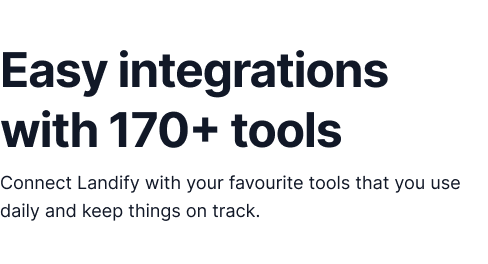 Easy integrations
with 170+ tools
Connect Landify with your favourite tools that you use
daily and keep things on track.